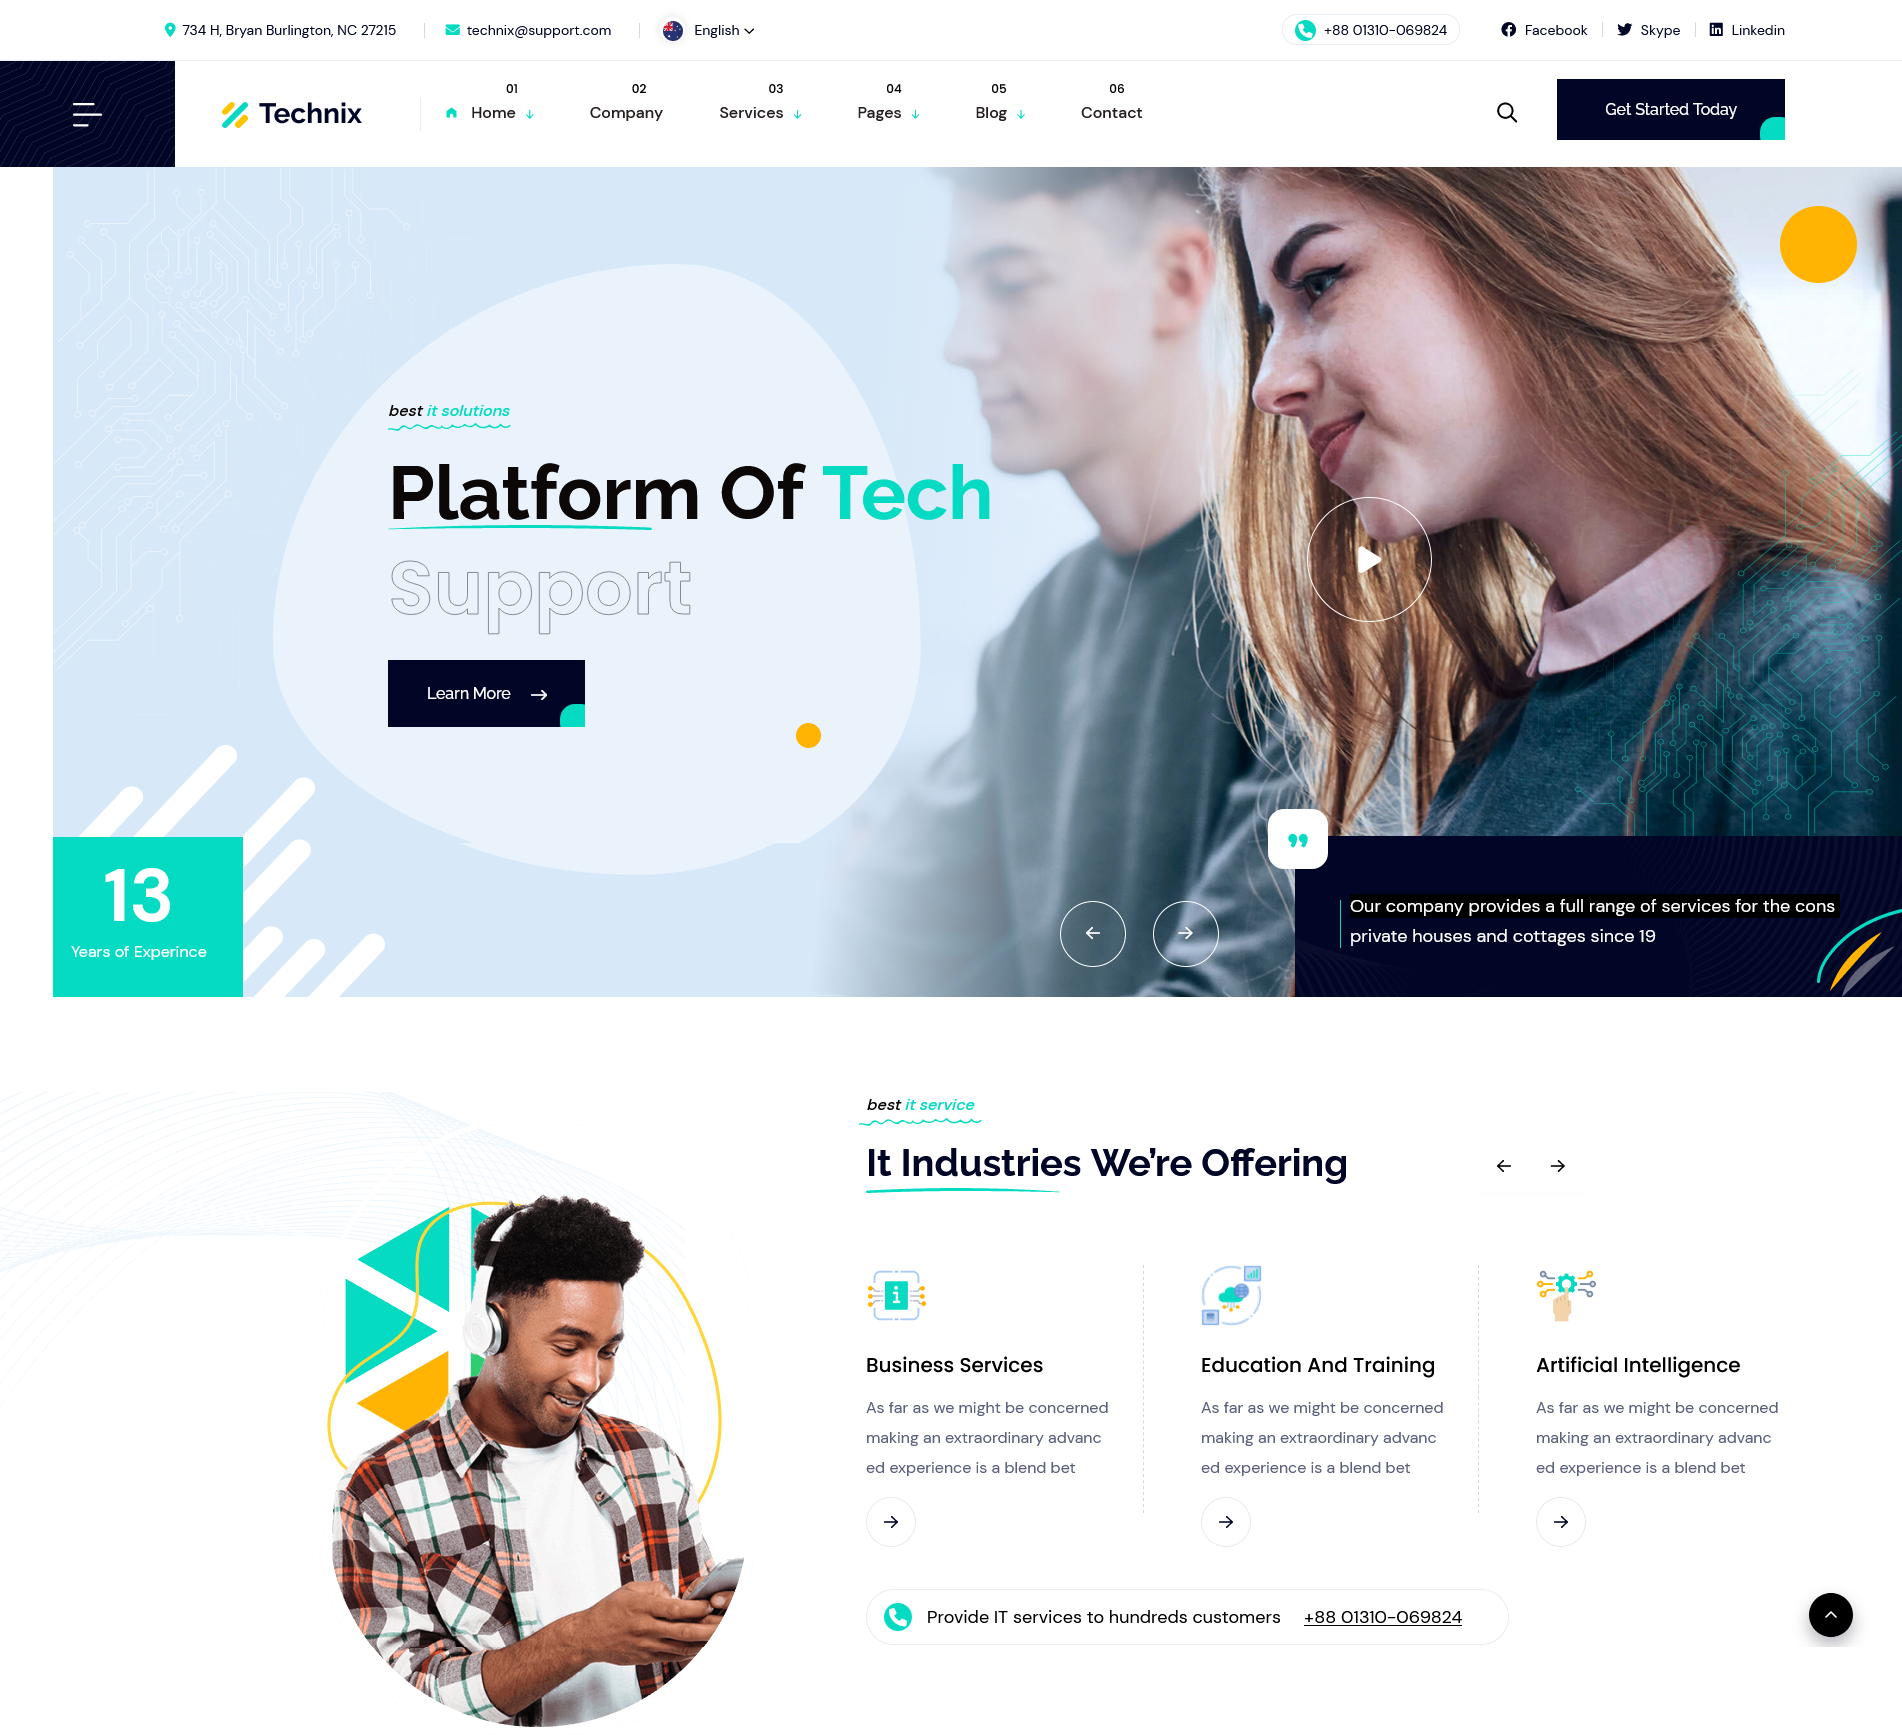 734 H, Bryan Burlington, NC 27215
technix@support.com
English
+88 01310-069824
Facebook
Skype
Linkedin
Technix
01
Home
02
Company
03
Services
04
Pages
05
Blog
06
Contact
Get Started Today
best it solutions
Platform Of Tech
Support
Learn More
13
Years of Experince
Our company provides a full range of services for the cons
private houses and cottages since 19
best it service
It Industries We’re Offering
Business Services
As far as we might be concerned
making an extraordinary advanc
ed experience is a blend bet
Education And Training
As far as we might be concerned
making an extraordinary advanc
ed experience is a blend bet
Artificial Intelligence
As far as we might be concerned
making an extraordinary advanc
ed experience is a blend bet
Provide IT services to hundreds customers +88 01310-069824